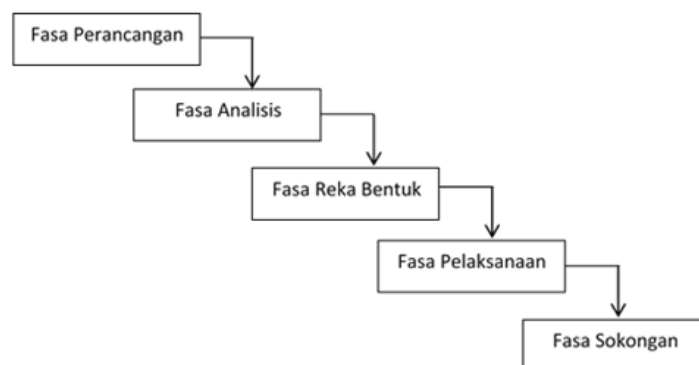 Fasa Perancangan
Fasa Analisis
Fasa Reka Bentuk
Fasa Pelaksanaan
Fasa Sokongan